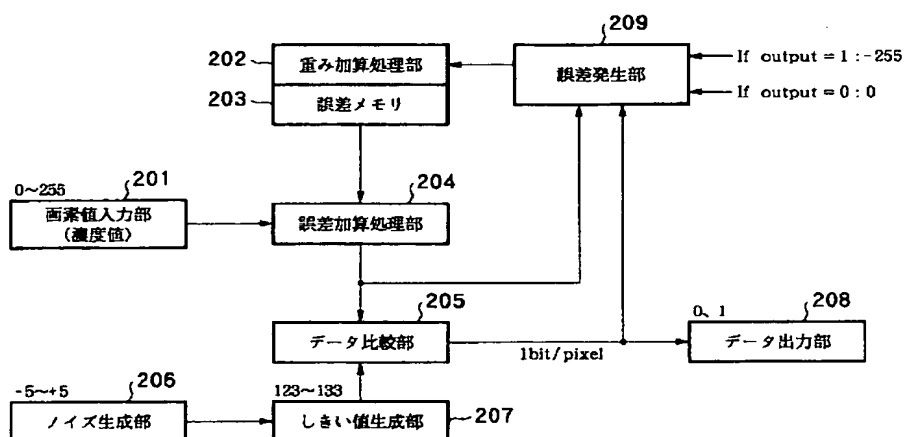 209
202
重み加算処理部
誤差発生部
If output = 1 : -255
203
誤差メモリ
If output = 0 : 0
0～255
201
204
画素値入力部
(濃度値)
誤差加算処理部
205
0、1
208
データ比較部
データ出力部
1bit/pixel
-5～+5
206
123～133
ノイズ生成部
しきい値生成部
207